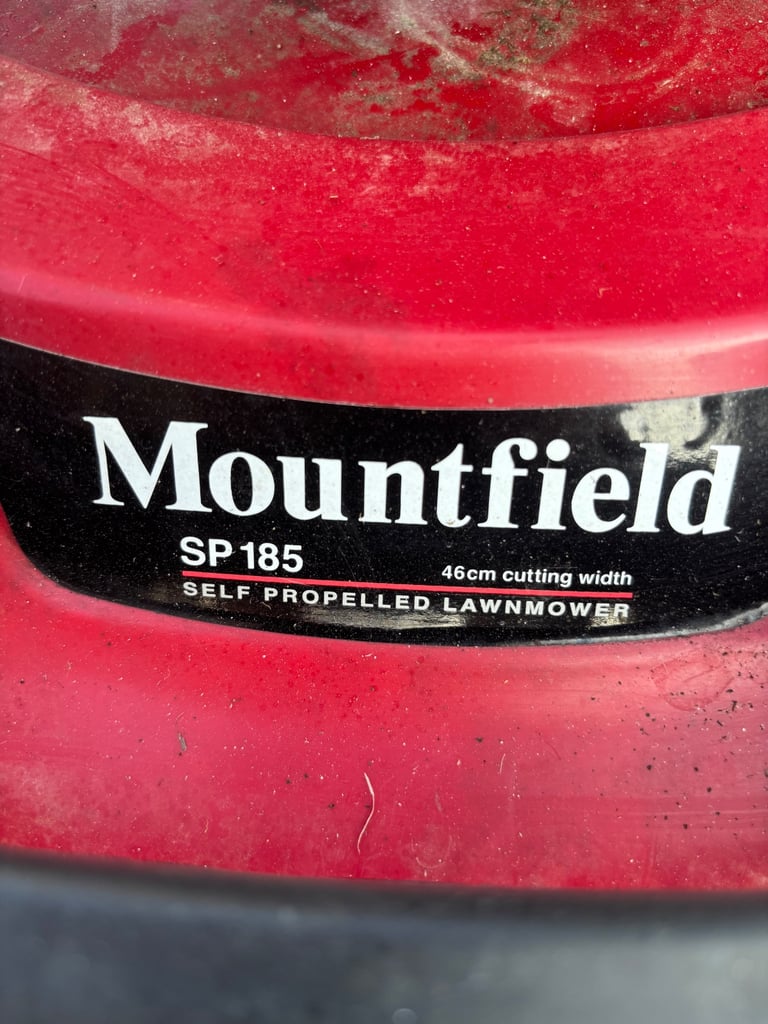 Mountfield
SP 185
46cm cutting width
SELF PROPELLED LAWNMOWER